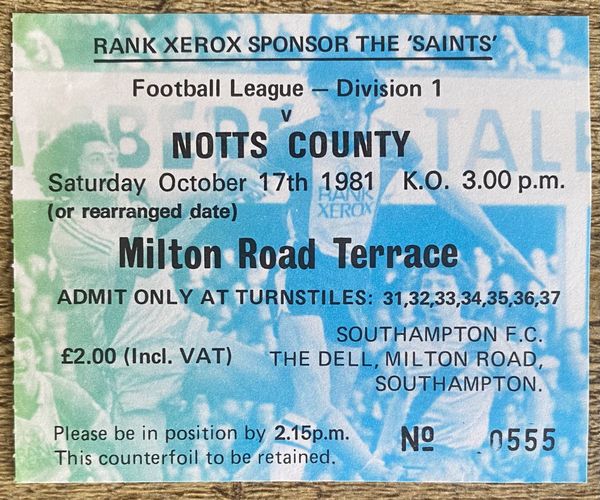 RANK XEROX SPONSOR THE 'SAINTS'
Football League — Division 1
v
NOTTS COUNTY
Saturday October 17th 1981 K.O. 3.00 p.m.
(or rearranged date)
RANK
XEROX
Milton Road Terrace
ADMIT ONLY AT TURNSTILES: 31,32,33,34,35,36,37
SOUTHAMPTON F.C.
£2.00 (Incl. VAT) THE DELL, MILTON ROAD,
SOUTHAMPTON.
Please be in position by 2.15p.m.
This counterfoil to be retained.
Nº 0555